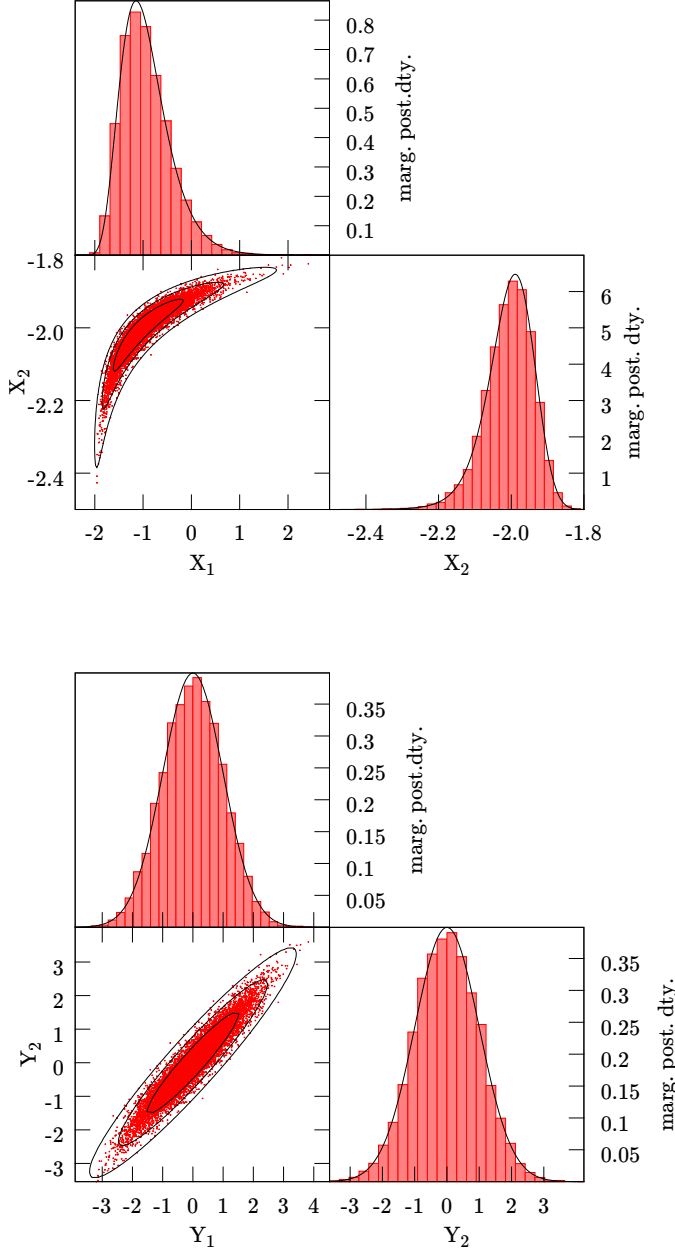 0.8
0.7
0.6
0.5
0.4
0.3
0.2
0.1
marg. post.dty.
-1.8
-2.0
-2.2
-2.4
X2
-2 -1 0 1 2
X1
6
5
4
3
2
1
marg. post. dty.
-2.4 -2.2 -2.0 -1.8
X2
0.35
0.3
0.25
0.2
0.15
0.1
0.05
marg. post.dty.
3
2
1
0
-1
-2
-3
Y2
-3 -2 -1 0 1 2 3 4
Y1
0.35
0.3
0.25
0.2
0.15
0.1
0.05
marg. post. dty.
-3 -2 -1 0 1 2 3
Y2